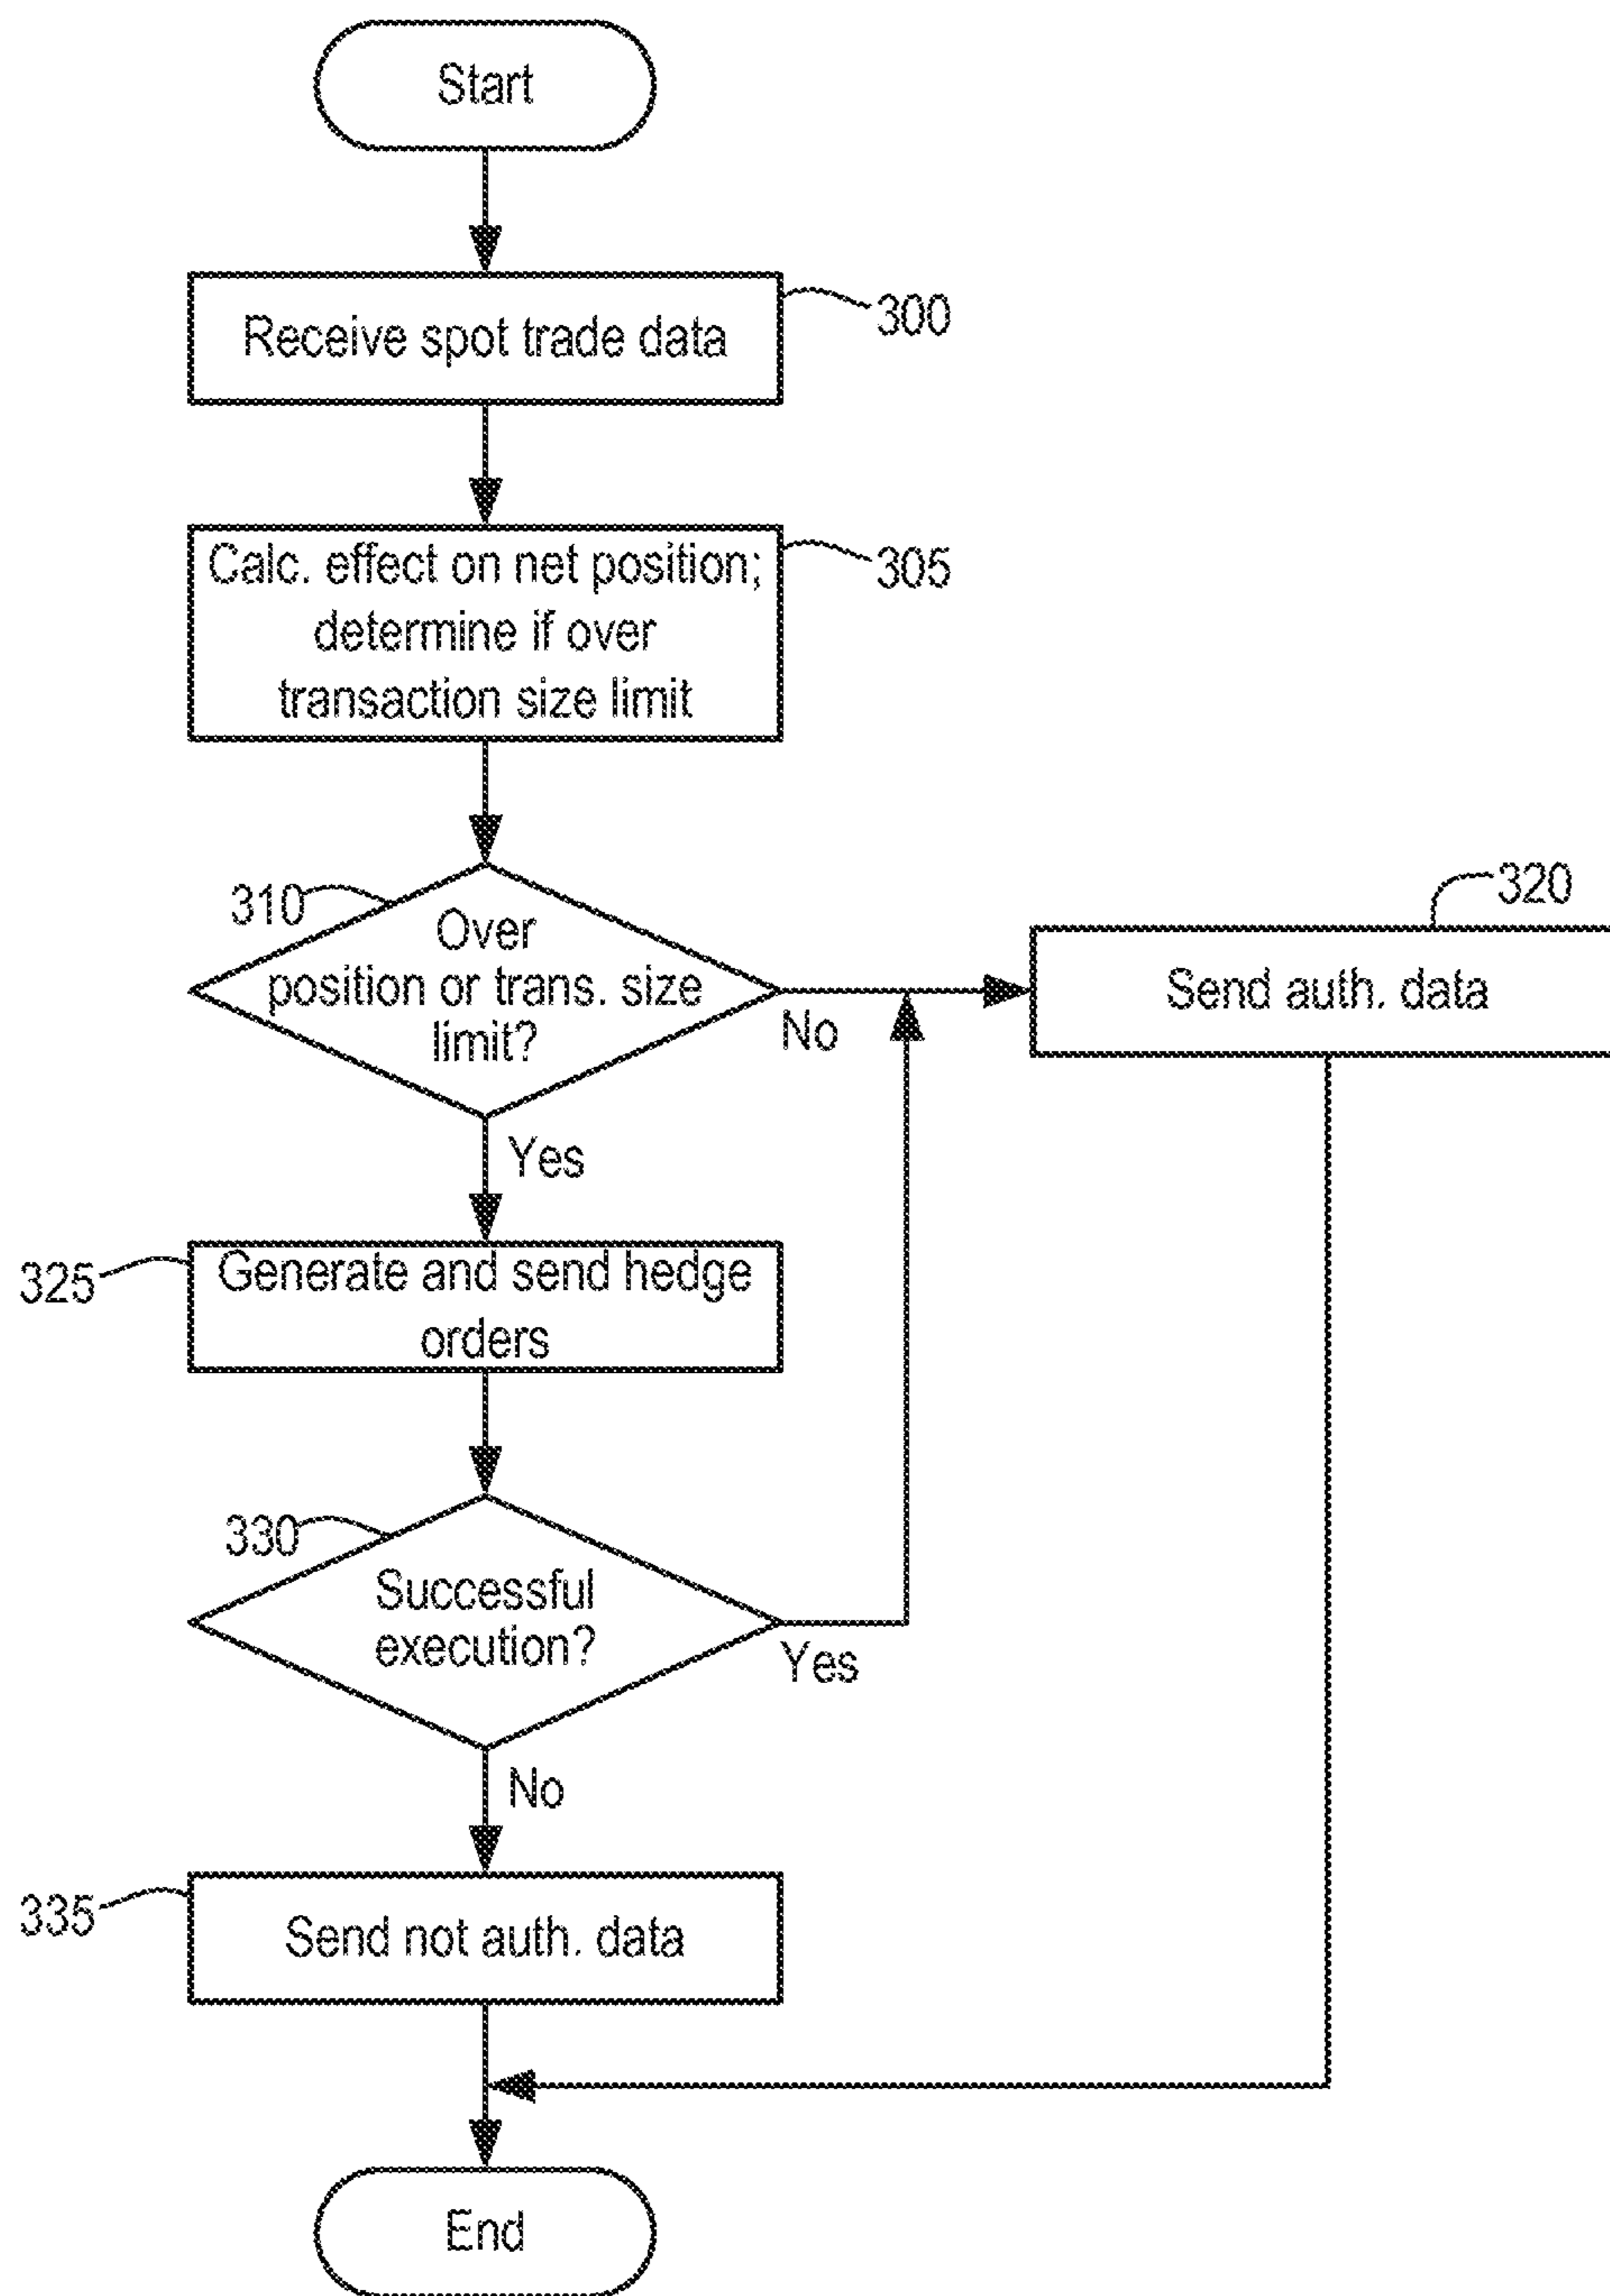 Start
Receive spot trade data
300
Calc. effect on net position;
determine if over
transaction size limit
305
310
Over
position or trans. size
limit?
No
320
Send auth. data
Yes
325
Generate and send hedge
orders
330
Successful
execution?
Yes
No
335
Send not auth. data
End